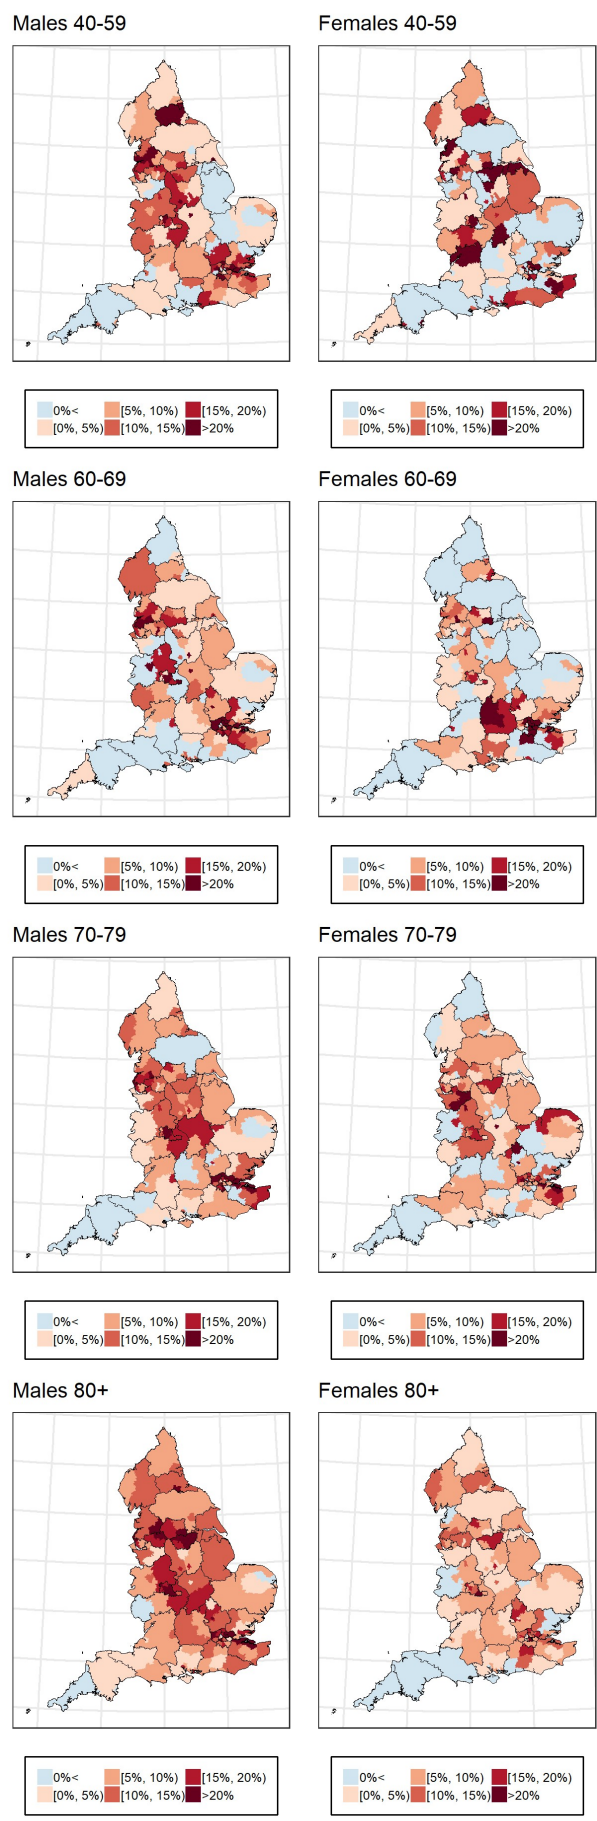 Males 40-59 Females 40-59
0%< [5%, 10%) [15%, 20%) 0%< [5%, 10%) [15%, 20%)
[0%, 5%) [10%, 15%) >20% [0%, 5%) [10%, 15%) >20%
Males 60-69 Females 60-69
0%< [5%, 10%) [15%, 20%) 0%< [5%, 10%) [15%, 20%)
[0%, 5%) [10%, 15%) >20% [0%, 5%) [10%, 15%) >20%
Males 70-79 Females 70-79
0%< [5%, 10%) [15%, 20%) 0%< [5%, 10%) [15%, 20%)
[0%, 5%) [10%, 15%) >20% [0%, 5%) [10%, 15%) >20%
Males 80+ Females 80+
0%< [5%, 10%) [15%, 20%) 0%< [5%, 10%) [15%, 20%)
[0%, 5%) [10%, 15%) >20% [0%, 5%) [10%, 15%) >20%